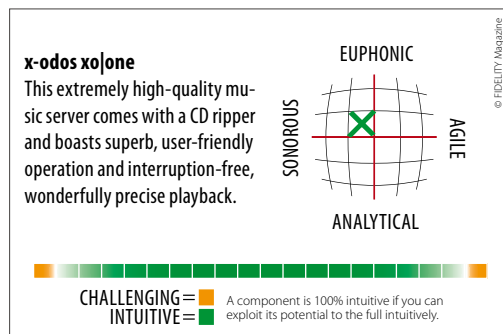 x-odos xo|one
This extremely high-quality mu-
sic server comes with a CD ripper
and boasts superb, user-friendly
operation and interruption-free,
wonderfully precise playback.
EUPHONIC
SONOROUS
AGILE
ANALYTICAL
© FIDELITY Magazine
CHALLENGING =
INTUITIVE =
A component is 100% intuitive if you can
exploit its potential to the full intuitively.